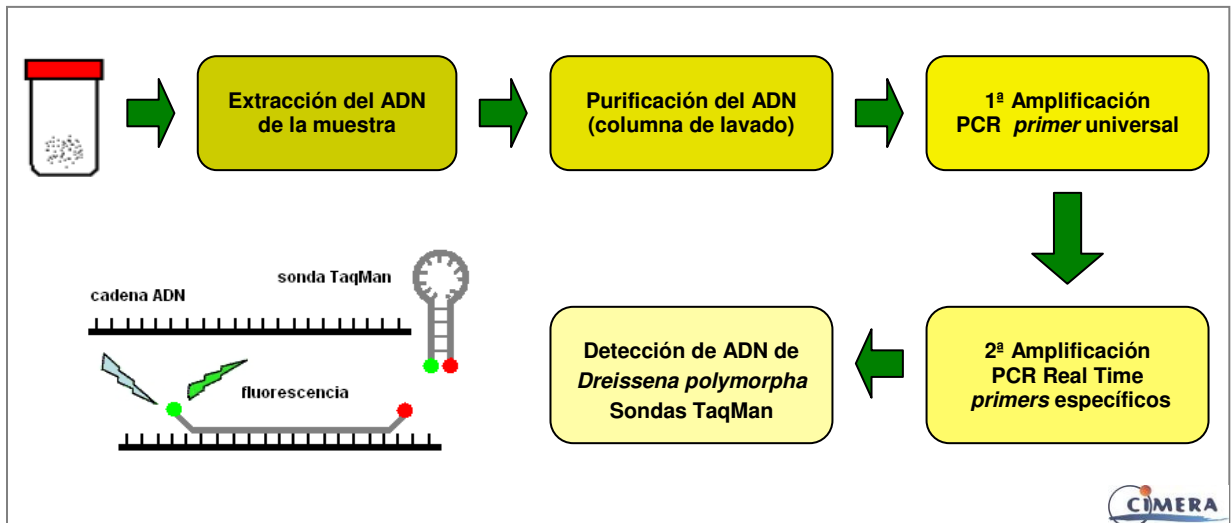 Extracción del ADN
de la muestra
Purificación del ADN
(columna de lavado)
1ª Amplificación
PCR primer universal
sonda TaqMan
cadena ADN
fluorescencia
Detección de ADN de
Dreissena polymorpha
Sondas TaqMan
2ª Amplificación
PCR Real Time
primers específicos
CIMERA